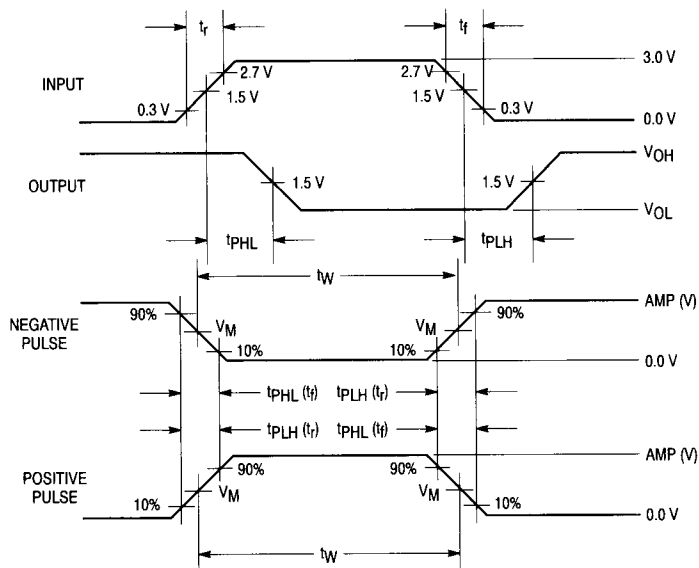 tr
tf
3.0 V
INPUT
2.7 V
2.7 V
1.5 V
1.5 V
0.3 V
0.3 V
0.0 V
VOH
OUTPUT
1.5 V
1.5 V
VOL
tPHL
tPLH
tW
AMP (V)
NEGATIVE
PULSE
90%
90%
VM
VM
10%
10%
0.0 V
tPHL (tf)
tPLH (tr)
tPLH (tr)
tPHL (tf)
AMP (V)
POSITIVE
PULSE
90%
90%
VM
VM
10%
10%
0.0 V
tW